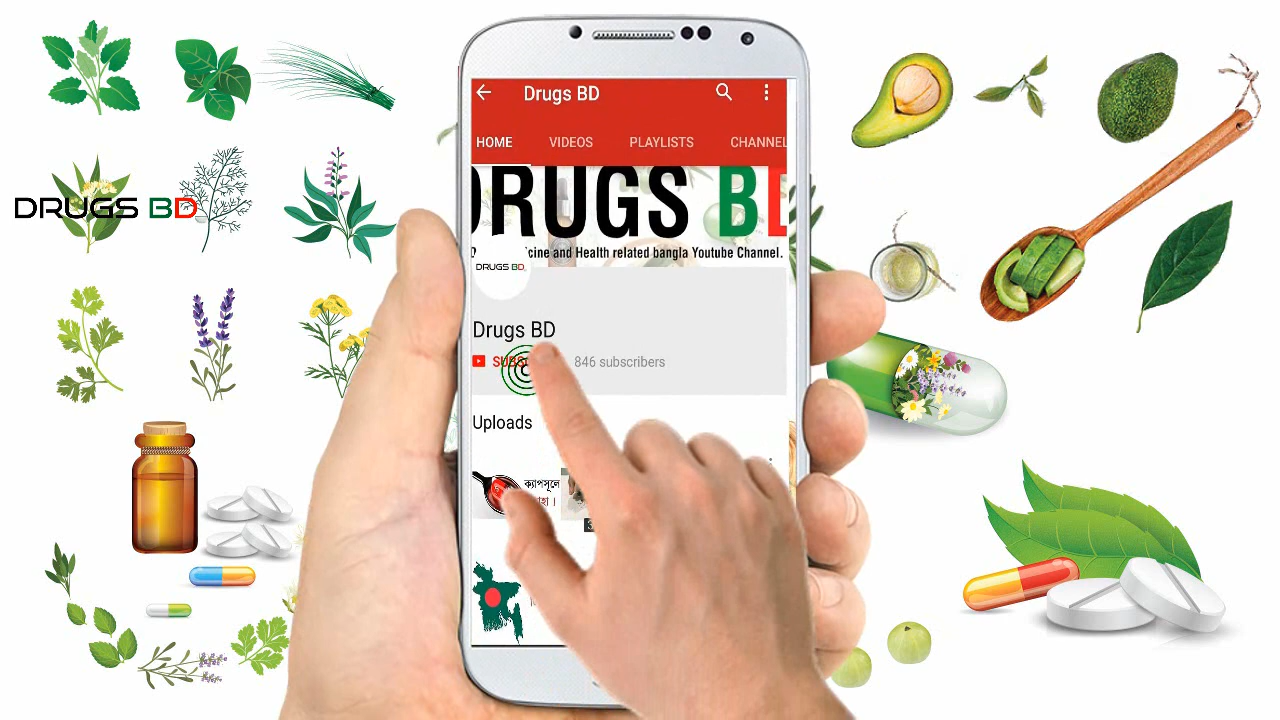 Drugs BD
HOME VIDEOS PLAYLISTS CHANNEL
DRUGS BD
cine and Health related bangla Youtube Channel.
DRUGS BD
DRUGS BD
Drugs BD
SUBSC 846 subscribers
Uploads
ক্যাপসূলে